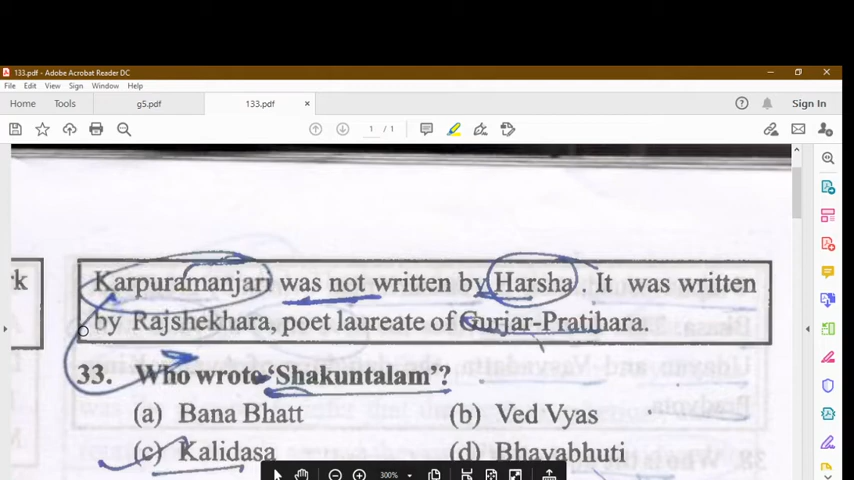 133.pdf - Adobe Acrobat Reader DC
File Edit View Sign Window Help
Home Tools g5.pdf 133.pdf × Sign In
1 / 1
rk
Karpuramanjari was not written by Harsha . It was written
by Rajshekhara, poet laureate of Gurjar-Pratihara.
33. Who wrote ‘Shakuntalam’?
(a) Bana Bhatt (b) Ved Vyas
(c) Kalidasa (d) Bhavabhuti
300%